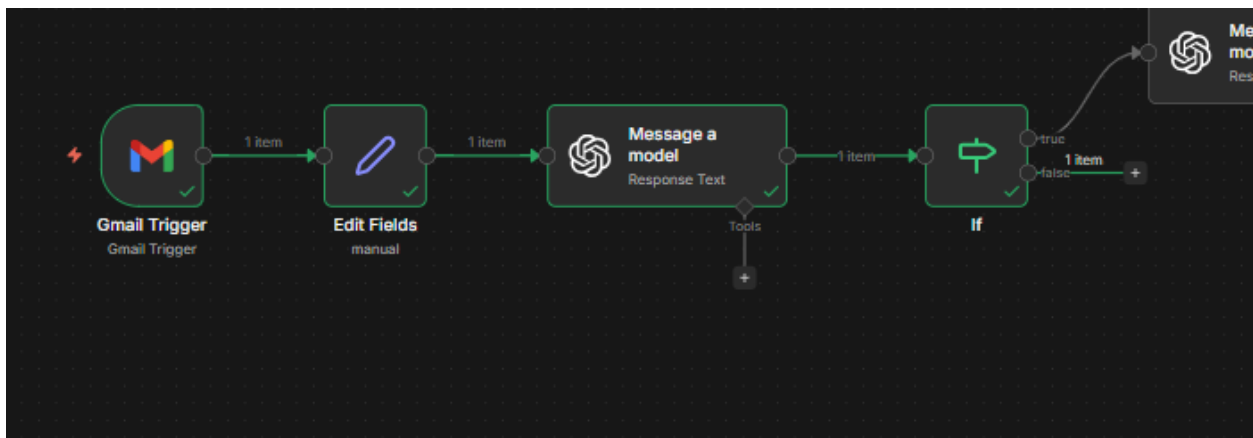 Me
mo
Res
1 item
1 item
Message a
model
Response Text
1 item
true
1 item
false
Gmail Trigger
Gmail Trigger
Edit Fields
manual
Tools
If